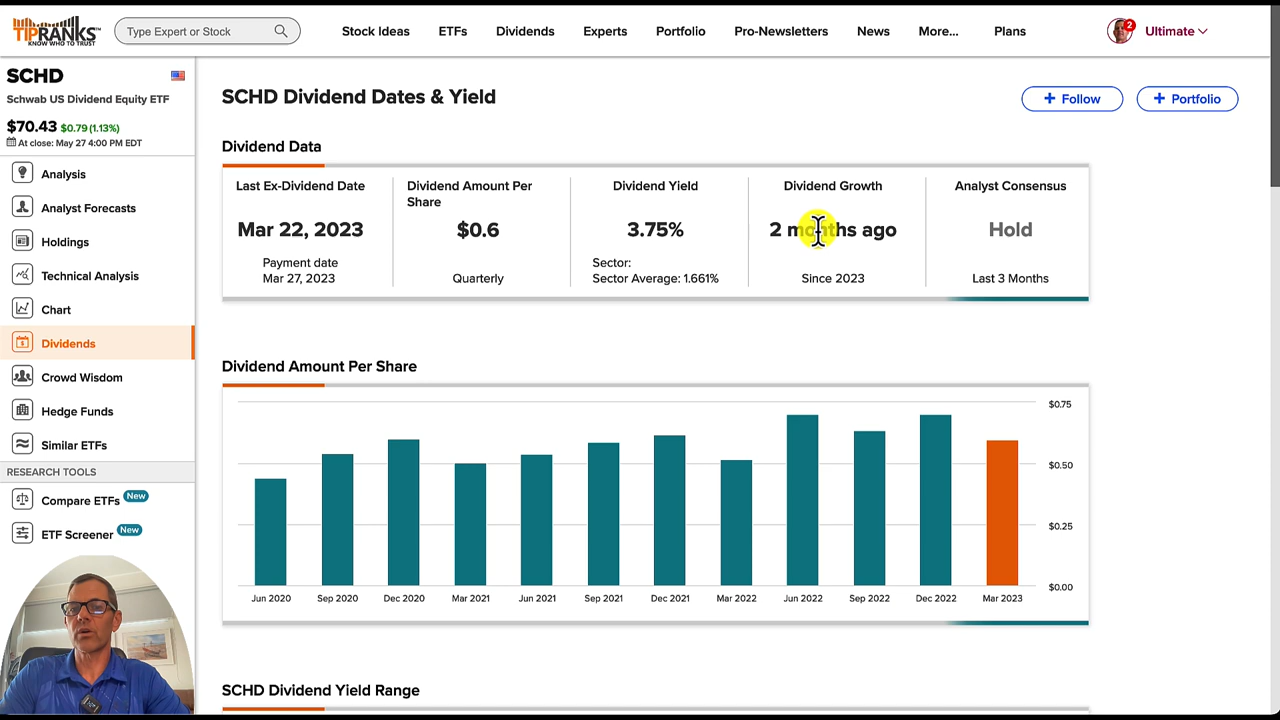 TIPRANKS™
KNOW WHO TO TRUST
Type Expert or Stock
Stock Ideas
ETFs
Dividends
Experts
Portfolio
Pro-Newsletters
News
More...
Plans
2
Ultimate
SCHD
Schwab US Dividend Equity ETF
$70.43 $0.79 (1.13%)
At close: May 27 4:00 PM EDT
Analysis
Analyst Forecasts
Holdings
Technical Analysis
Chart
Dividends
Crowd Wisdom
Hedge Funds
Similar ETFs
RESEARCH TOOLS
Compare ETFs New
ETF Screener New
SCHD Dividend Dates & Yield
+ Follow
+ Portfolio
Dividend Data
Last Ex-Dividend Date
Mar 22, 2023
Payment date
Mar 27, 2023
Dividend Amount Per
Share
$0.6
Quarterly
Dividend Yield
3.75%
Sector:
Sector Average: 1.661%
Dividend Growth
2 months ago
Since 2023
Analyst Consensus
Hold
Last 3 Months
Dividend Amount Per Share
$0.75
$0.50
$0.25
$0.00
Jun 2020 Sep 2020 Dec 2020 Mar 2021 Jun 2021 Sep 2021 Dec 2021 Mar 2022 Jun 2022 Sep 2022 Dec 2022 Mar 2023
SCHD Dividend Yield Range